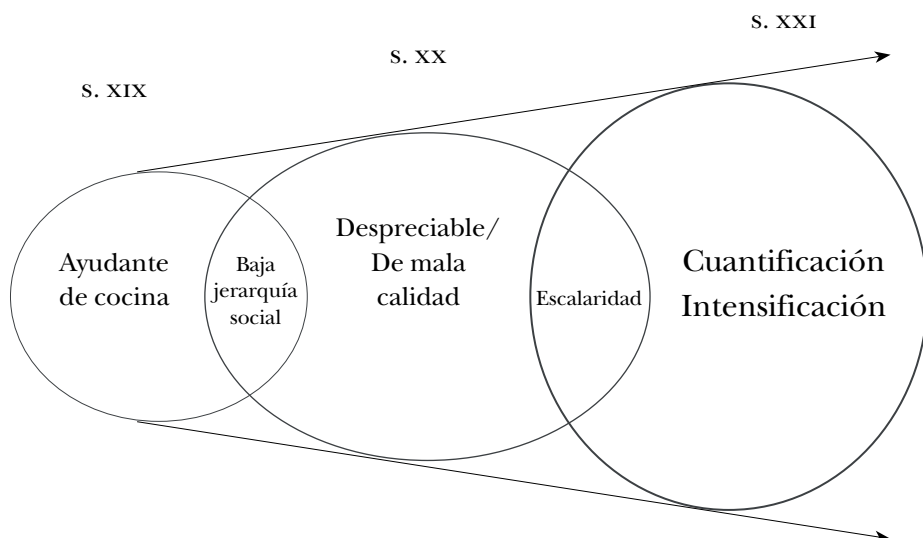 S. XIX
S. XX
S. XXI
Ayudante
de cocina
Baja
jerarquía
social
Despreciable/
De mala
calidad
Escalaridad
Cuantificación
Intensificación